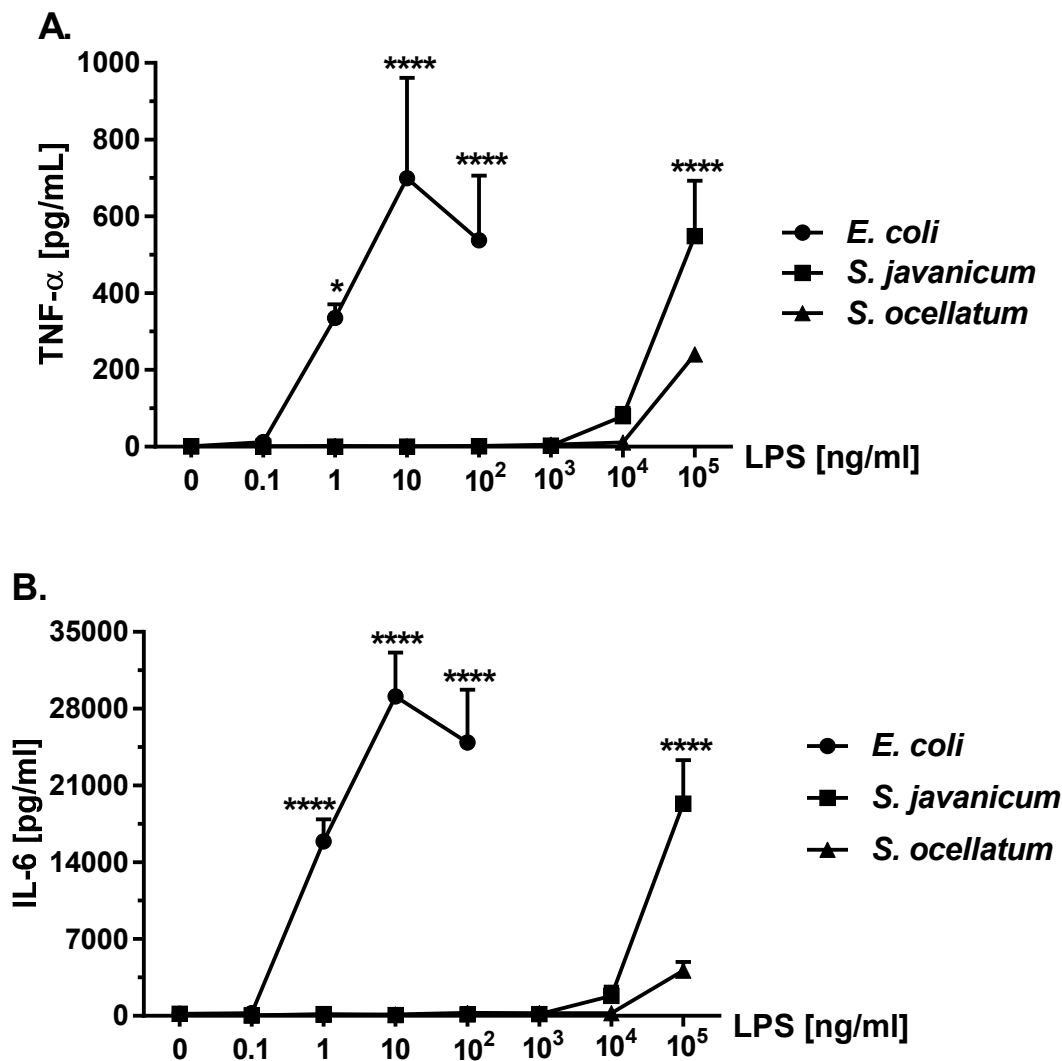 A.
TNF-α [pg/mL]
1000
800
600
400
200
0
****
****
*
****
0 0.1 1 10 10² 10³ 10⁴ 10⁵
LPS [ng/ml]
E. coli
S. javanicum
S. ocellatum
B.
IL-6 [pg/ml]
35000
28000
21000
14000
7000
0
****
****
****
****
0 0.1 1 10 10² 10³ 10⁴ 10⁵
LPS [ng/ml]
E. coli
S. javanicum
S. ocellatum